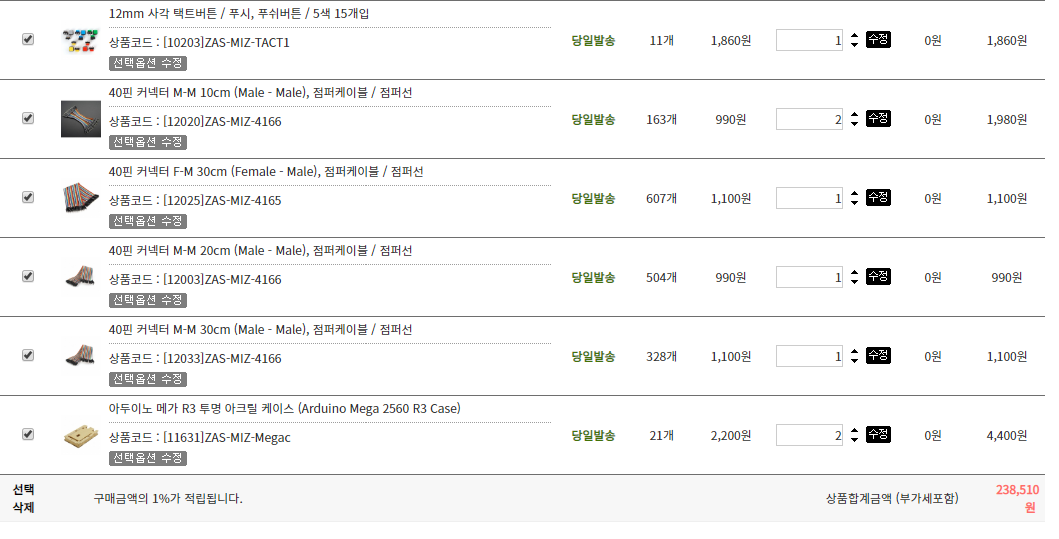 12mm 사각 택트버튼 / 푸시, 푸쉬버튼 / 5색 15개입
상품코드 : [10203]ZAS-MIZ-TACT1
선택옵션 수정
당일발송 11개 1,860원 1 수정 0원 1,860원
40핀 커넥터 M-M 10cm (Male - Male), 점퍼케이블 / 점퍼선
상품코드 : [12020]ZAS-MIZ-4166
선택옵션 수정
당일발송 163개 990원 2 수정 0원 1,980원
40핀 커넥터 F-M 30cm (Female - Male), 점퍼케이블 / 점퍼선
상품코드 : [12025]ZAS-MIZ-4165
선택옵션 수정
당일발송 607개 1,100원 1 수정 0원 1,100원
40핀 커넥터 M-M 20cm (Male - Male), 점퍼케이블 / 점퍼선
상품코드 : [12003]ZAS-MIZ-4166
선택옵션 수정
당일발송 504개 990원 1 수정 0원 990원
40핀 커넥터 M-M 30cm (Male - Male), 점퍼케이블 / 점퍼선
상품코드 : [12033]ZAS-MIZ-4166
선택옵션 수정
당일발송 328개 1,100원 1 수정 0원 1,100원
아두이노 메가 R3 투명 아크릴 케이스 (Arduino Mega 2560 R3 Case)
상품코드 : [11631]ZAS-MIZ-Megac
선택옵션 수정
당일발송 21개 2,200원 2 수정 0원 4,400원
선택
삭제
구매금액의 1%가 적립됩니다.
상품합계금액 (부가세포함)
238,510
원